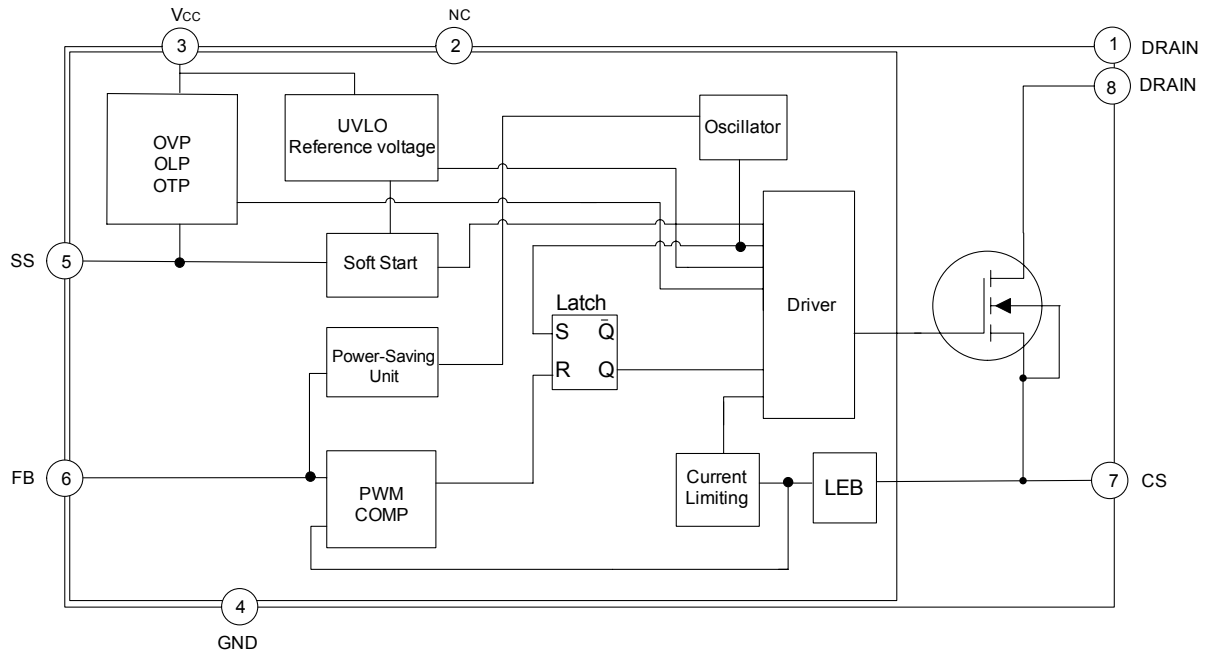 Vcc
NC
3
2
1
DRAIN
8
DRAIN
OVP
OLP
OTP
UVLO
Reference voltage
Oscillator
SS
5
Soft Start
Latch
S Q̄
R Q
Driver
Power-Saving
Unit
FB
6
PWM
COMP
Current
Limiting
LEB
7
CS
4
GND